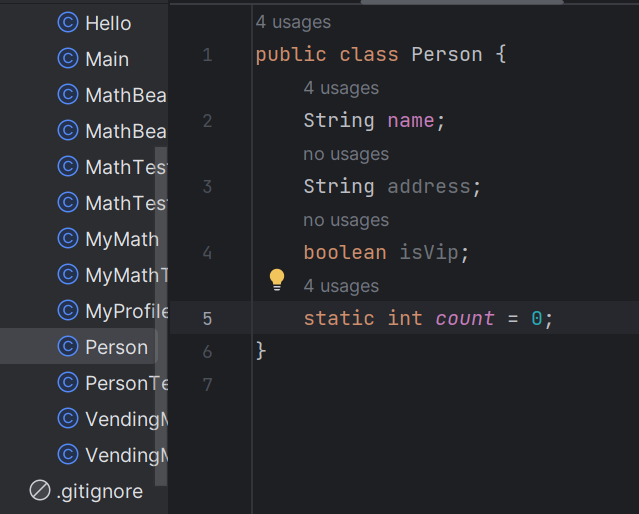 Hello
Main
MathBea
MathBea
MathTes
MathTes
MyMath
MyMathT
MyProfile
Person
PersonTe
VendingM
VendingM
.gitignore
4 usages
1 public class Person {
4 usages
2 String name;
no usages
3 String address;
no usages
4 boolean isVip;
4 usages
5 static int count = 0;
6 }
7